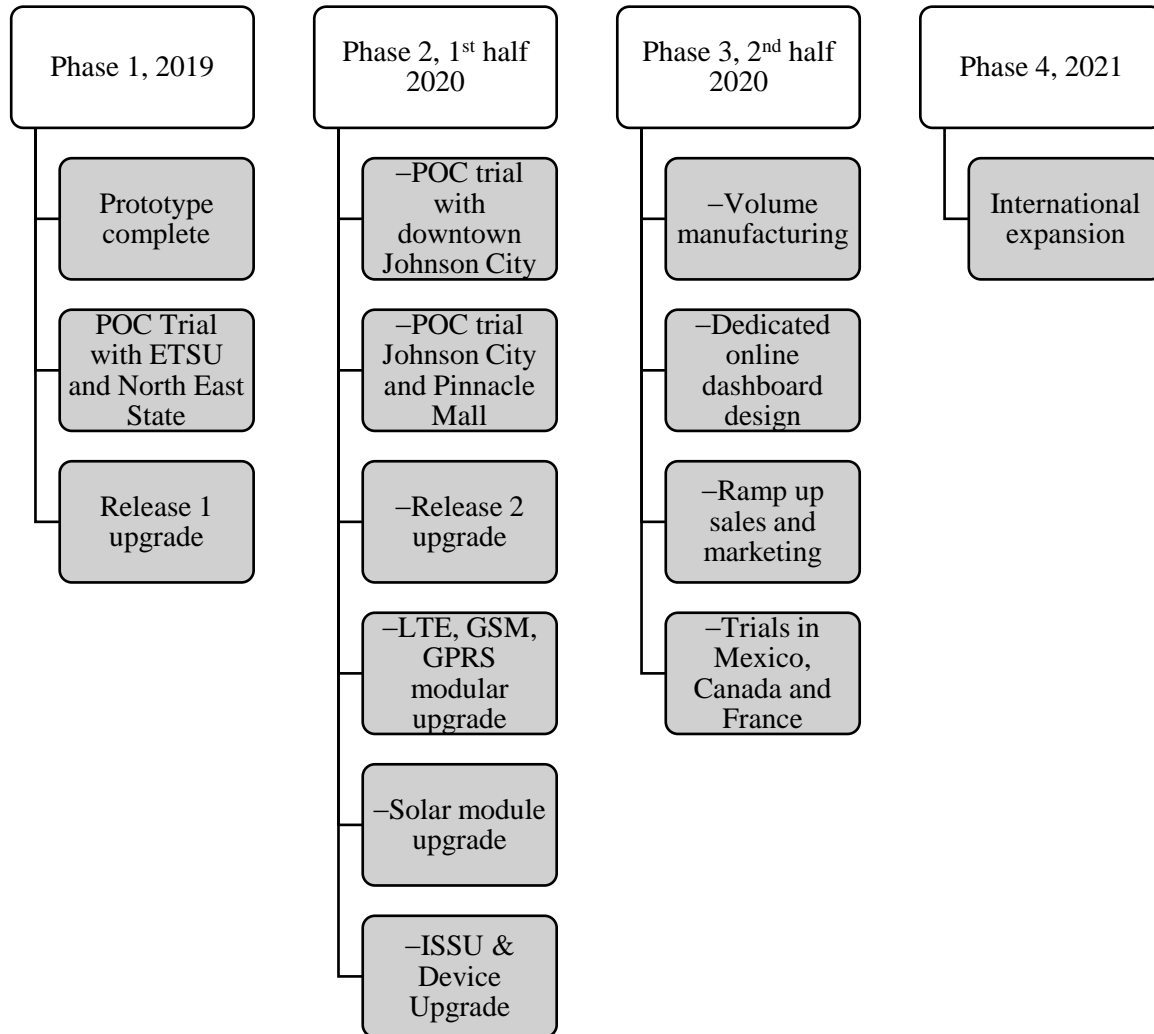 Phase 1, 2019
Prototype
complete
POC Trial
with ETSU
and North East
State
Release 1
upgrade
Phase 2, 1st half
2020
–POC trial
with
downtown
Johnson City
–POC trial
Johnson City
and Pinnacle
Mall
–Release 2
upgrade
–LTE, GSM,
GPRS
modular
upgrade
–Solar module
upgrade
–ISSU &
Device
Upgrade
Phase 3, 2nd half
2020
–Volume
manufacturing
–Dedicated
online
dashboard
design
–Ramp up
sales and
marketing
–Trials in
Mexico,
Canada and
France
Phase 4, 2021
International
expansion